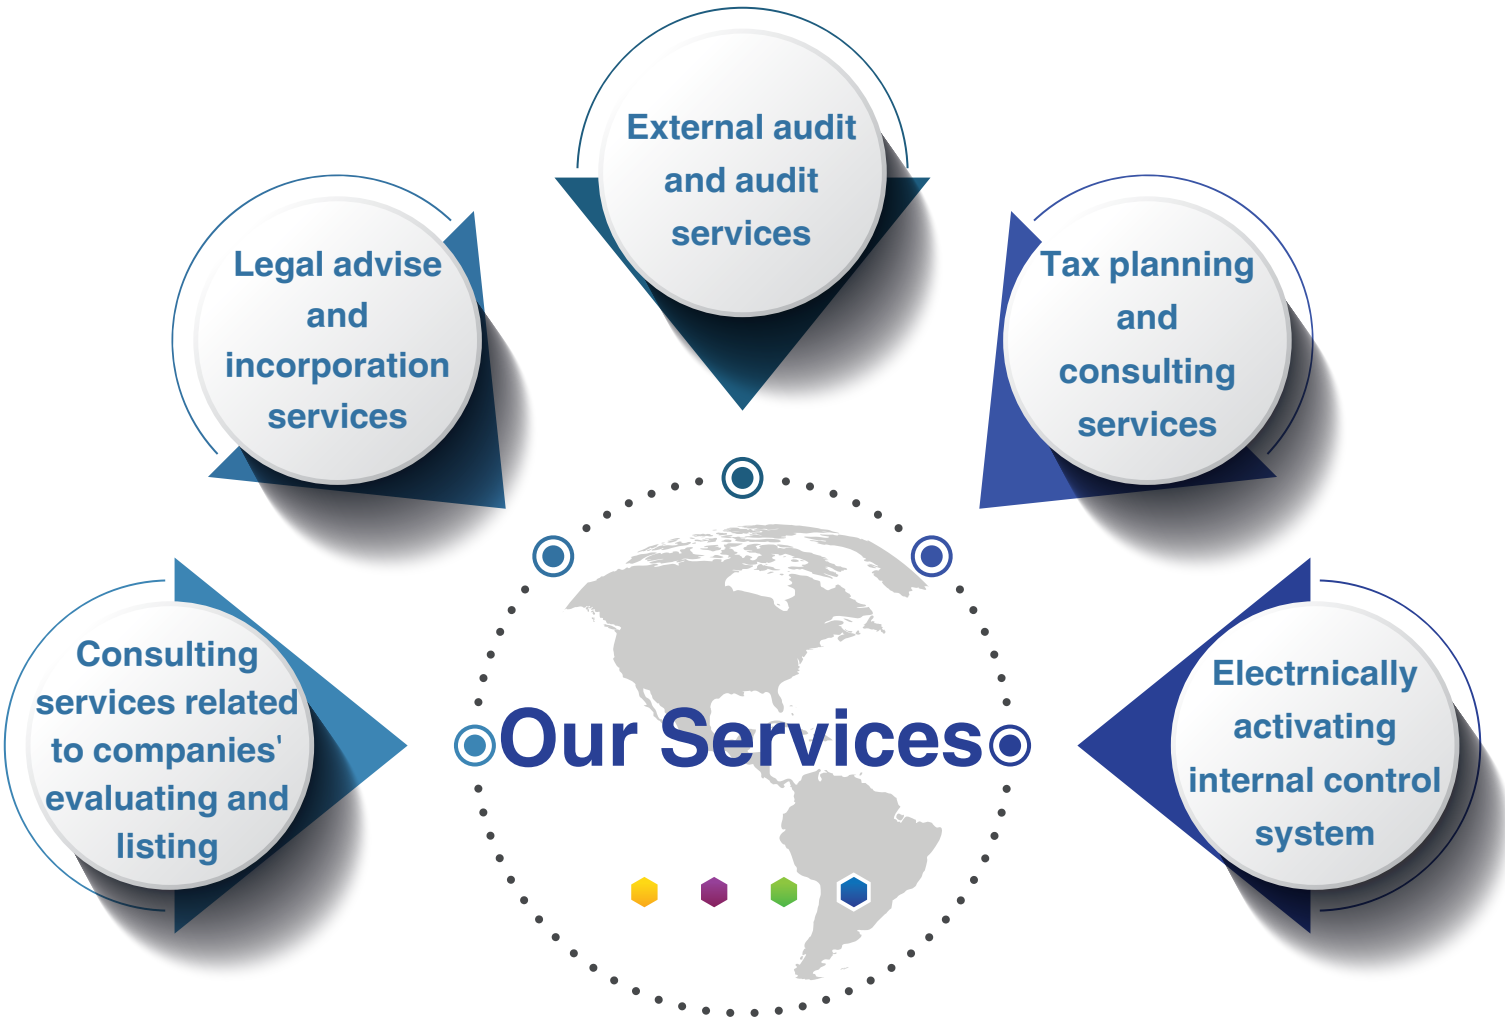 External audit
and audit
services
Legal advise
and
incorporation
services
Tax planning
and
consulting
services
Consulting
services related
to companies'
evaluating and
listing
Our Services
Electrnically
activating
internal control
system